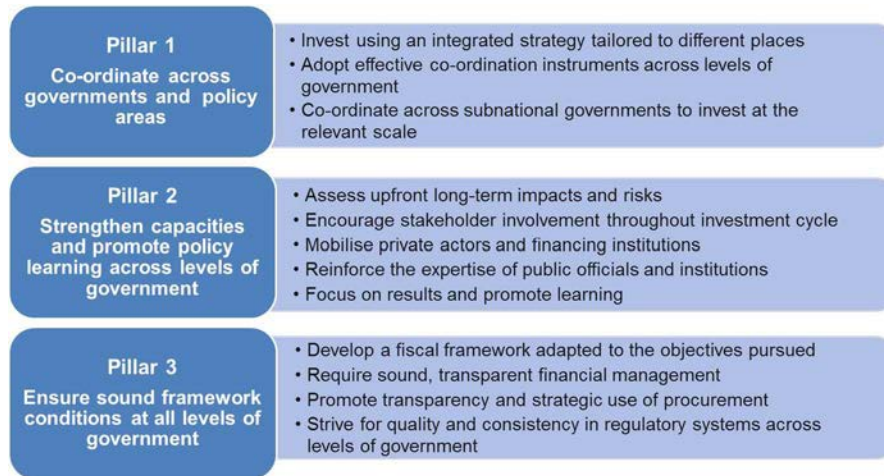 Pillar 1
Co-ordinate across
governments and policy
areas
• Invest using an integrated strategy tailored to different places
• Adopt effective co-ordination instruments across levels of
government
• Co-ordinate across subnational governments to invest at the
relevant scale
Pillar 2
Strengthen capacities
and promote policy
learning across levels of
government
• Assess upfront long-term impacts and risks
• Encourage stakeholder involvement throughout investment cycle
• Mobilise private actors and financing institutions
• Reinforce the expertise of public officials and institutions
• Focus on results and promote learning
Pillar 3
Ensure sound framework
conditions at all levels of
government
• Develop a fiscal framework adapted to the objectives pursued
• Require sound, transparent financial management
• Promote transparency and strategic use of procurement
• Strive for quality and consistency in regulatory systems across
levels of government